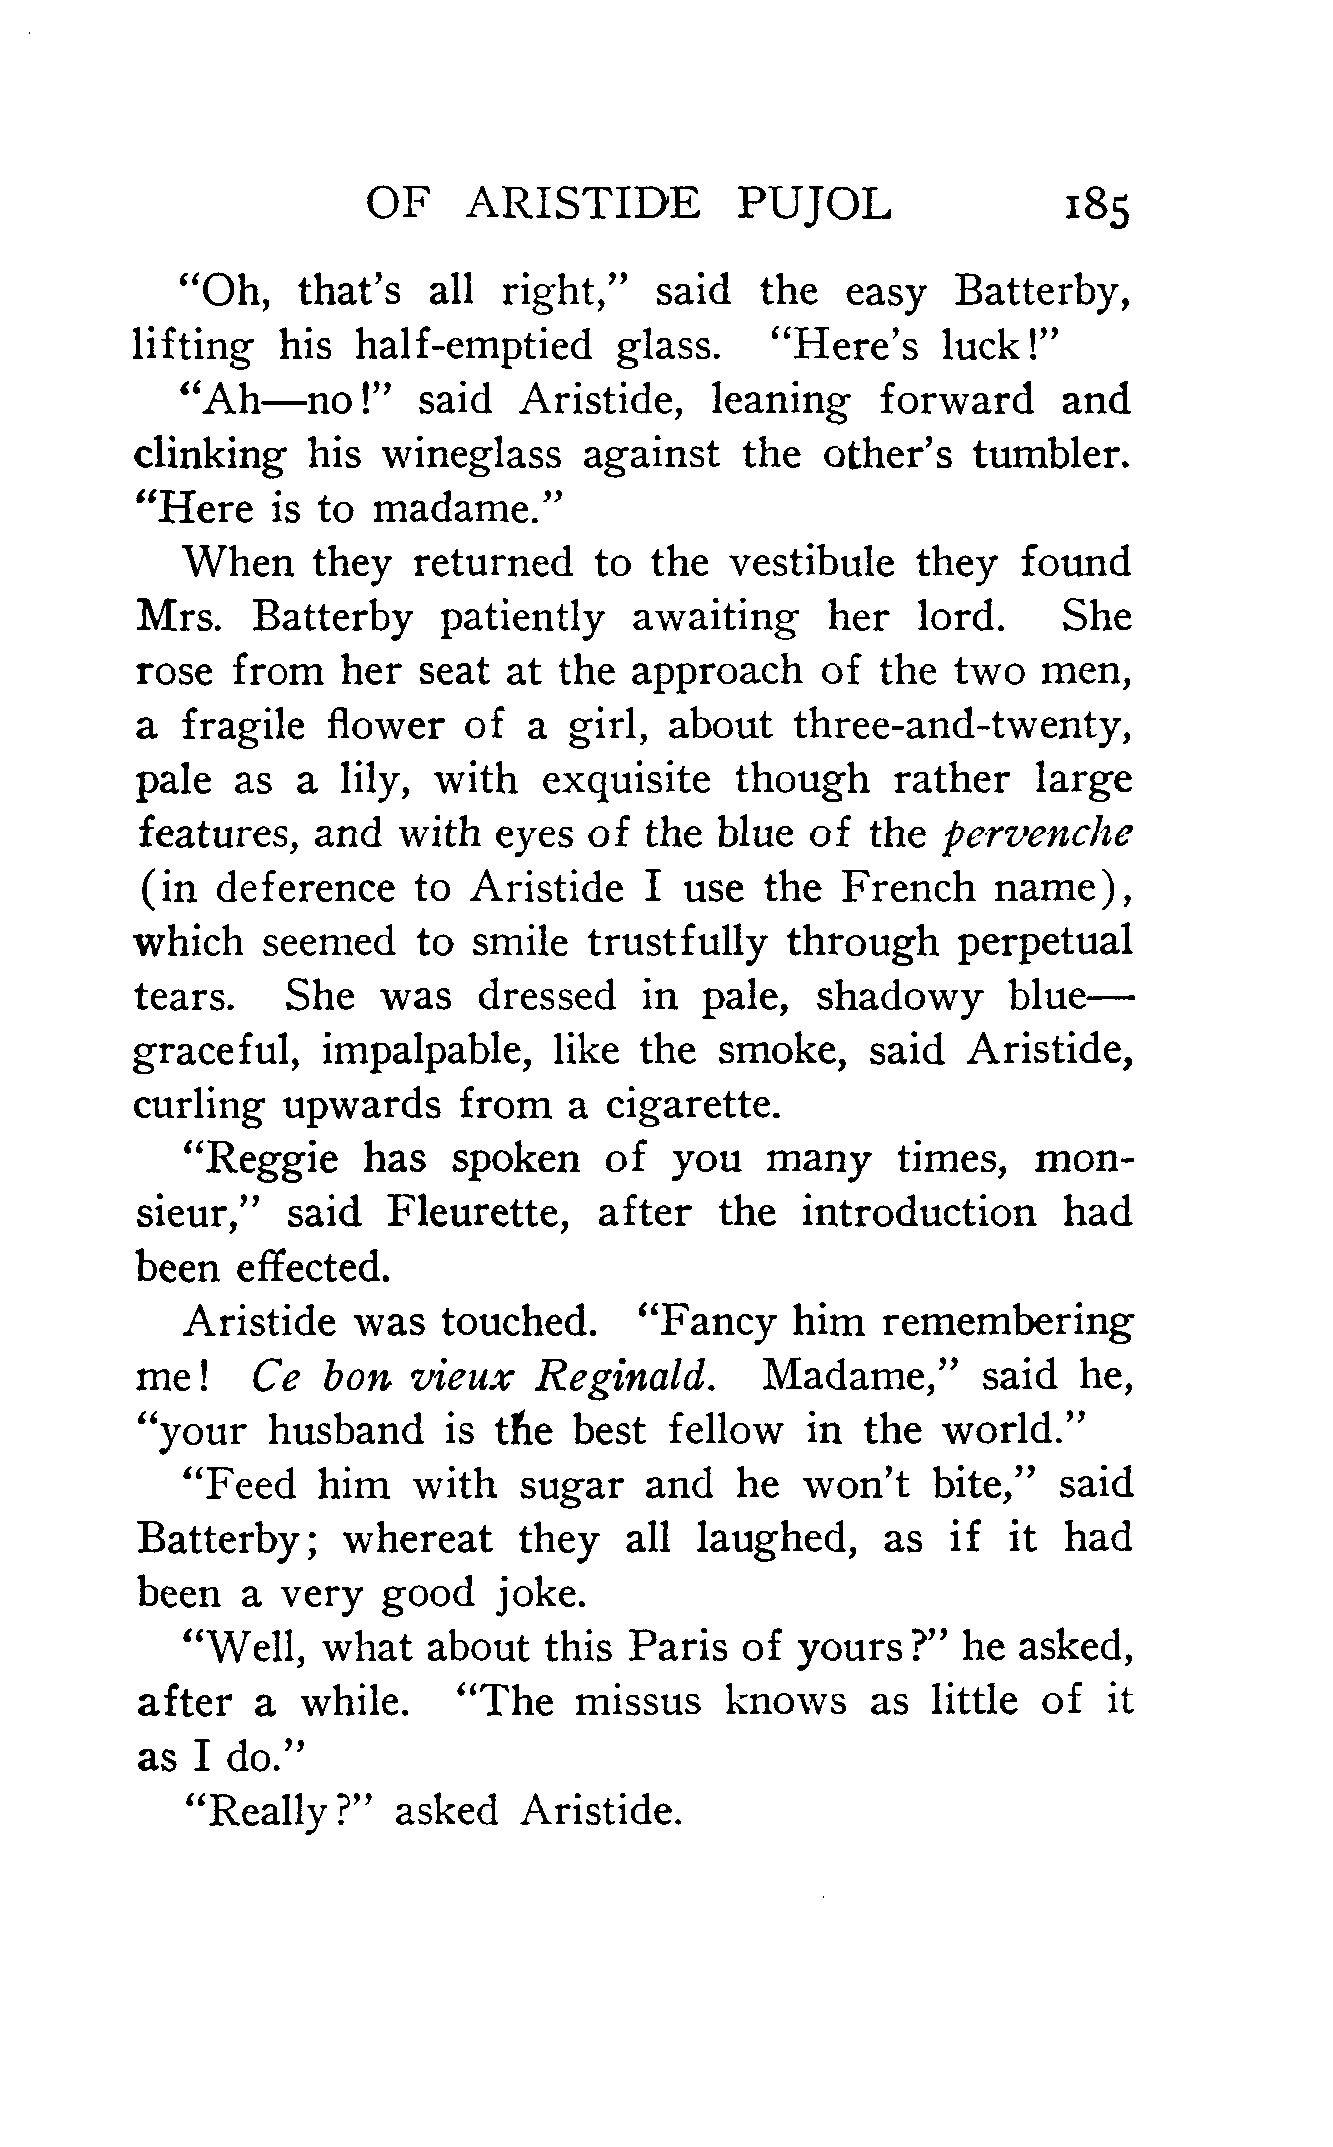 OF ARISTIDE PUJOL 185
“Oh, that’s all right,” said the easy Batterby,
lifting his half-emptied glass. “Here’s luck!”
“Ah—no!” said Aristide, leaning forward and
clinking his wineglass against the other’s tumbler.
“Here is to madame.”
When they returned to the vestibule they found
Mrs. Batterby patiently awaiting her lord. She
rose from her seat at the approach of the two men,
a fragile flower of a girl, about three-and-twenty,
pale as a lily, with exquisite though rather large
features, and with eyes of the blue of the pervenche
(in deference to Aristide I use the French name),
which seemed to smile trustfully through perpetual
tears. She was dressed in pale, shadowy blue—
graceful, impalpable, like the smoke, said Aristide,
curling upwards from a cigarette.
“Reggie has spoken of you many times, mon-
sieur,” said Fleurette, after the introduction had
been effected.
Aristide was touched. “Fancy him remembering
me! Ce bon vieux Reginald. Madame,” said he,
“your husband is the best fellow in the world.”
“Feed him with sugar and he won’t bite,” said
Batterby; whereat they all laughed, as if it had
been a very good joke.
“Well, what about this Paris of yours?” he asked,
after a while. “The missus knows as little of it
as I do.”
“Really?” asked Aristide.